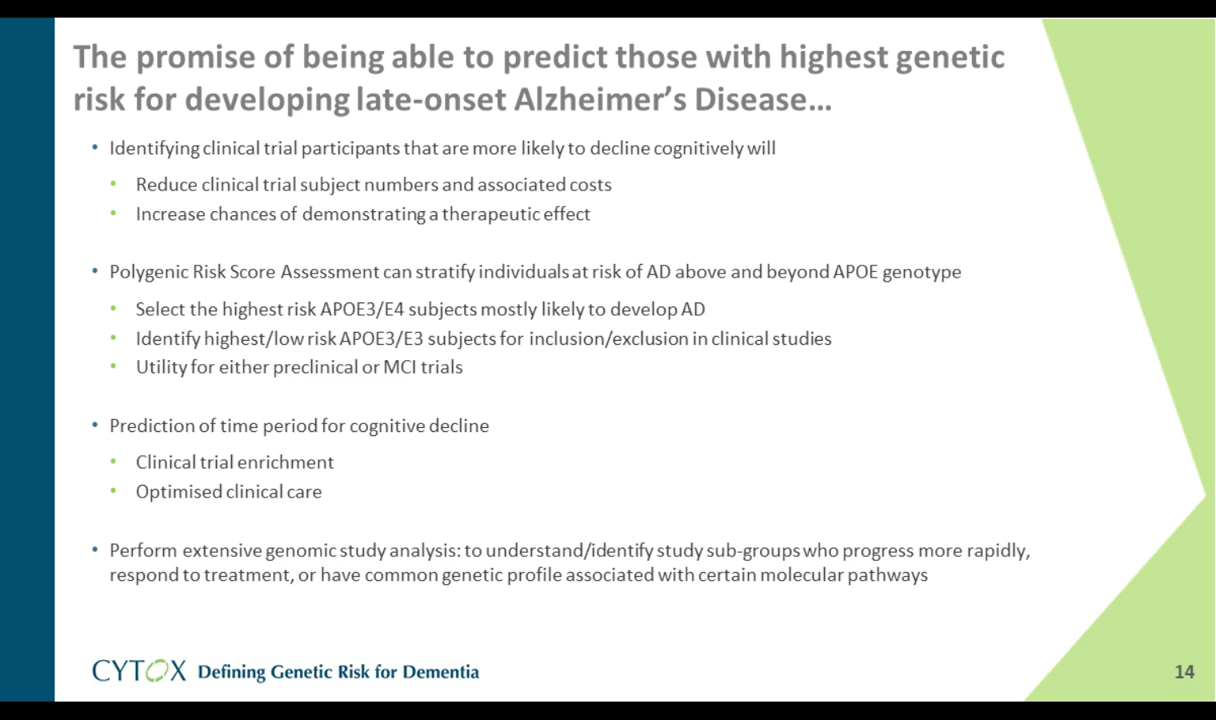 The promise of being able to predict those with highest genetic
risk for developing late-onset Alzheimer's Disease...
• Identifying clinical trial participants that are more likely to decline cognitively will
• Reduce clinical trial subject numbers and associated costs
• Increase chances of demonstrating a therapeutic effect
• Polygenic Risk Score Assessment can stratify individuals at risk of AD above and beyond APOE genotype
• Select the highest risk APOE3/E4 subjects mostly likely to develop AD
• Identify highest/low risk APOE3/E3 subjects for inclusion/exclusion in clinical studies
• Utility for either preclinical or MCI trials
• Prediction of time period for cognitive decline
• Clinical trial enrichment
• Optimised clinical care
• Perform extensive genomic study analysis: to understand/identify study sub-groups who progress more rapidly,
respond to treatment, or have common genetic profile associated with certain molecular pathways
CYTOX Defining Genetic Risk for Dementia
14